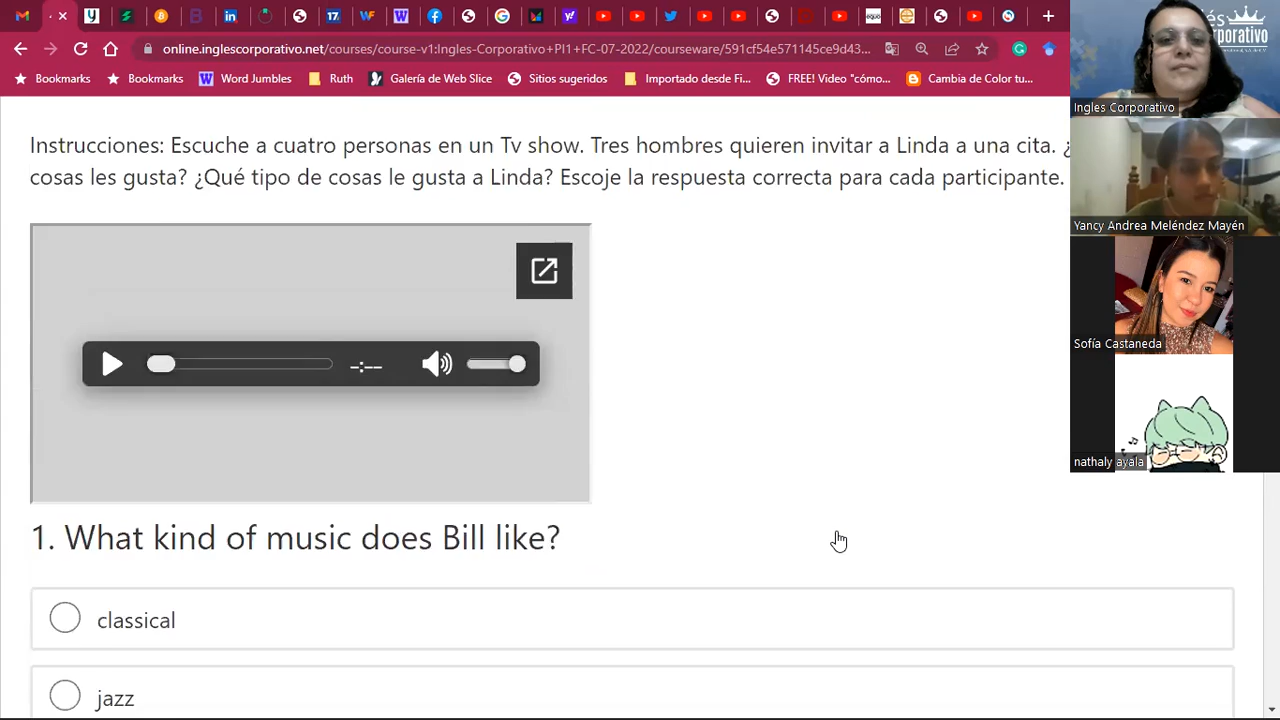 online.inglescorporativo.net/courses/course-v1:Ingles-Corporativo+PI1+FC-07-2022/courseware/591cf54e571145ce9d43...
Bookmarks
Bookmarks
Word Jumbles
Ruth
Galería de Web Slice
Sitios sugeridos
Importado desde Fi...
FREE! Video "cómo...
Cambia de Color tu...
Instrucciones: Escuche a cuatro personas en un Tv show. Tres hombres quieren invitar a Linda a una cita. ¿
cosas les gusta? ¿Qué tipo de cosas le gusta a Linda? Escoje la respuesta correcta para cada participante.
-:--
1. What kind of music does Bill like?
classical
jazz
Ingles Corporativo
Yancy Andrea Meléndez Mayén
Sofía Castaneda
nathaly ayala